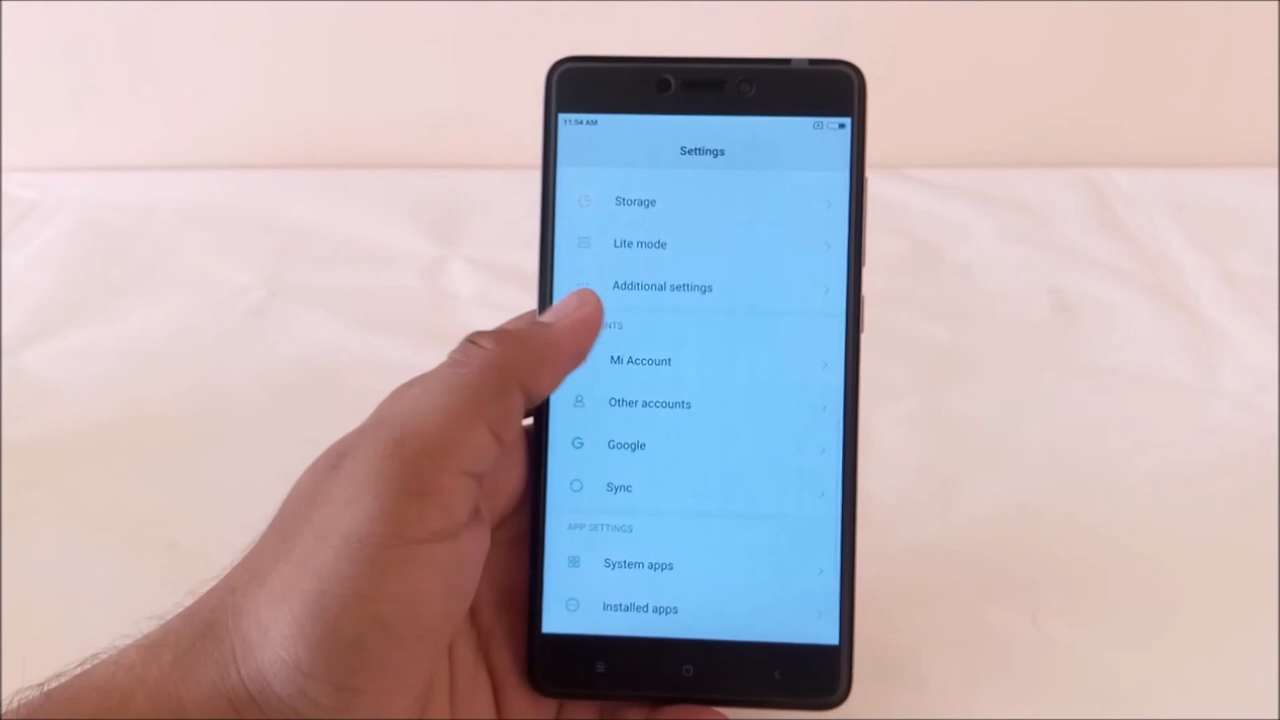 11:54 AM
Settings
Storage
Lite mode
Additional settings
NTS
Mi Account
Other accounts
Google
Sync
APP SETTINGS
System apps
Installed apps